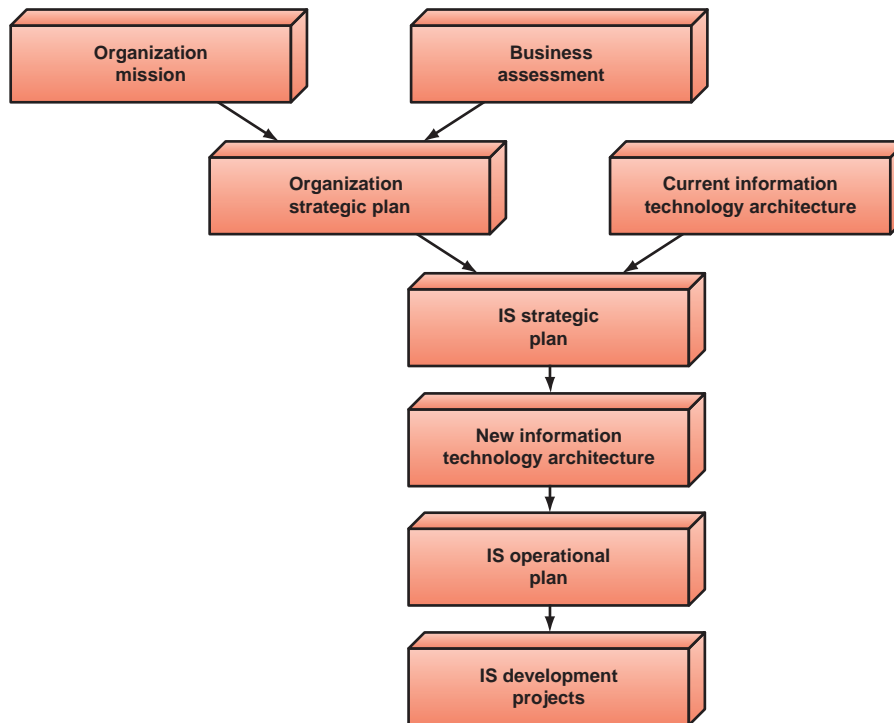 Organization
mission
Business
assessment
Organization
strategic plan
Current information
technology architecture
IS strategic
plan
New information
technology architecture
IS operational
plan
IS development
projects